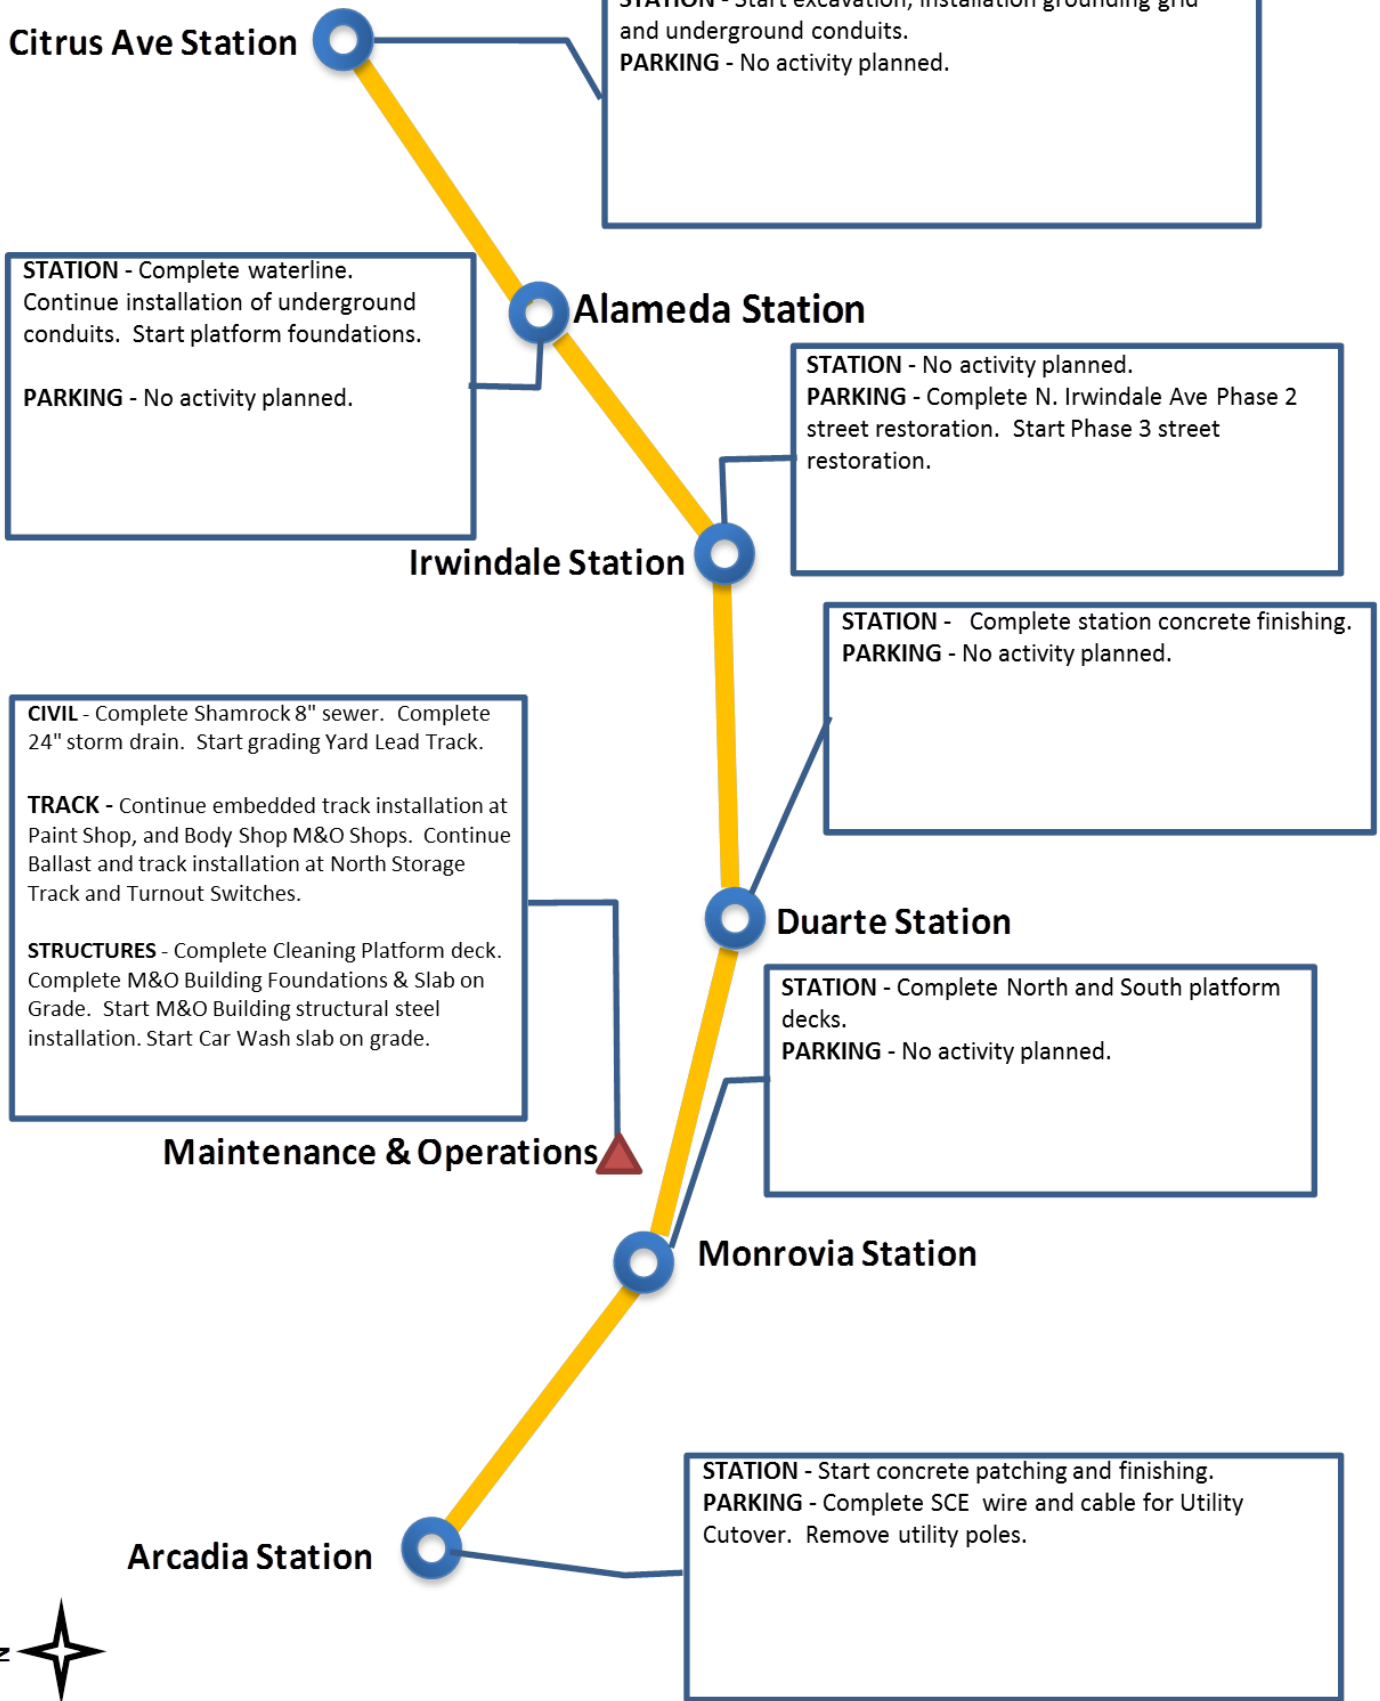 STATION - Start excavation, installation grounding grid
and underground conduits.
PARKING - No activity planned.
Citrus Ave Station
STATION - Complete waterline.
Continue installation of underground
conduits.  Start platform foundations.
PARKING - No activity planned.
Alameda Station
STATION - No activity planned.
PARKING - Complete N. Irwindale Ave Phase 2
street restoration.  Start Phase 3 street
restoration.
Irwindale Station
STATION -   Complete station concrete finishing.
PARKING - No activity planned.
CIVIL - Complete Shamrock 8" sewer.  Complete
24" storm drain.  Start grading Yard Lead Track.
TRACK - Continue embedded track installation at
Paint Shop, and Body Shop M&O Shops.  Continue
Ballast and track installation at North Storage
Track and Turnout Switches.
STRUCTURES - Complete Cleaning Platform deck.
Complete M&O Building Foundations & Slab on
Grade.  Start M&O Building structural steel
installation. Start Car Wash slab on grade.
Duarte Station
STATION - Complete North and South platform
decks.
PARKING - No activity planned.
Maintenance & Operations
Monrovia Station
STATION - Start concrete patching and finishing.
PARKING - Complete SCE  wire and cable for Utility
Cutover.  Remove utility poles.
Arcadia Station
N